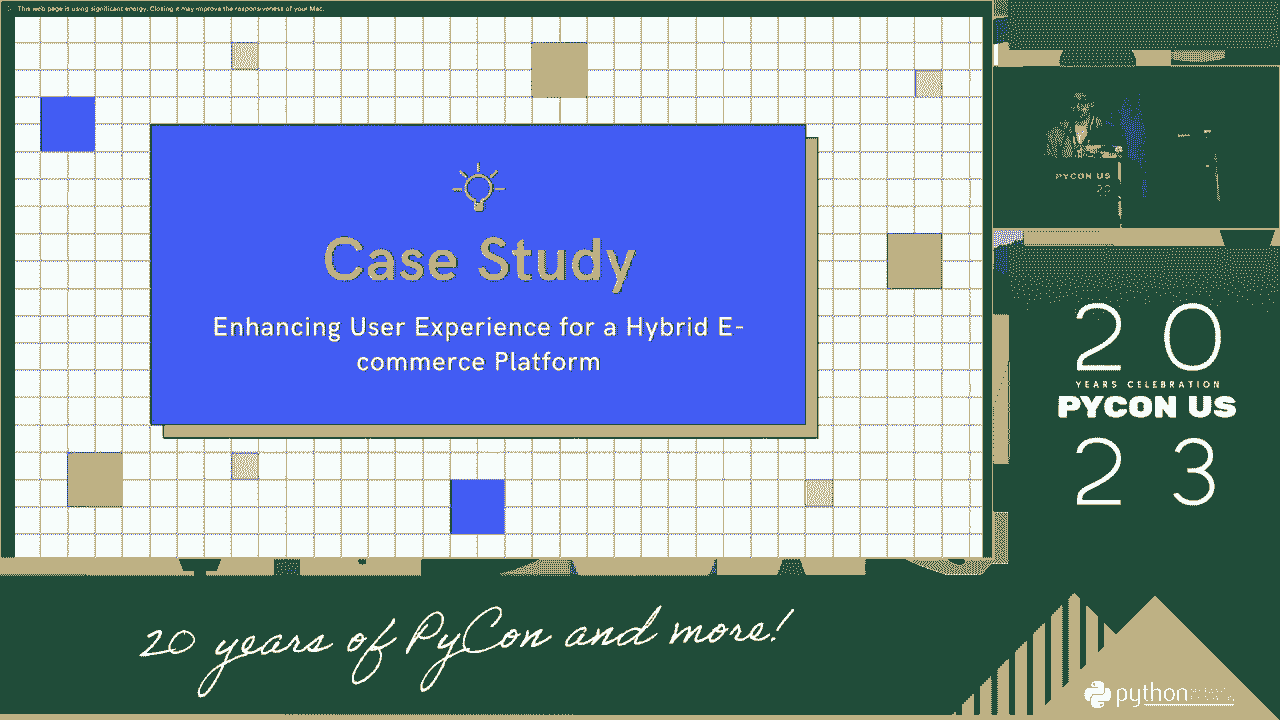 This web page is using significant energy. Closing it may improve the responsiveness of your Mac.
Case Study
Enhancing User Experience for a Hybrid E-
commerce Platform
PYCON US
20
20
YEARS CELEBRATION
PYCON US
23
20 years of PyCon and more!
python